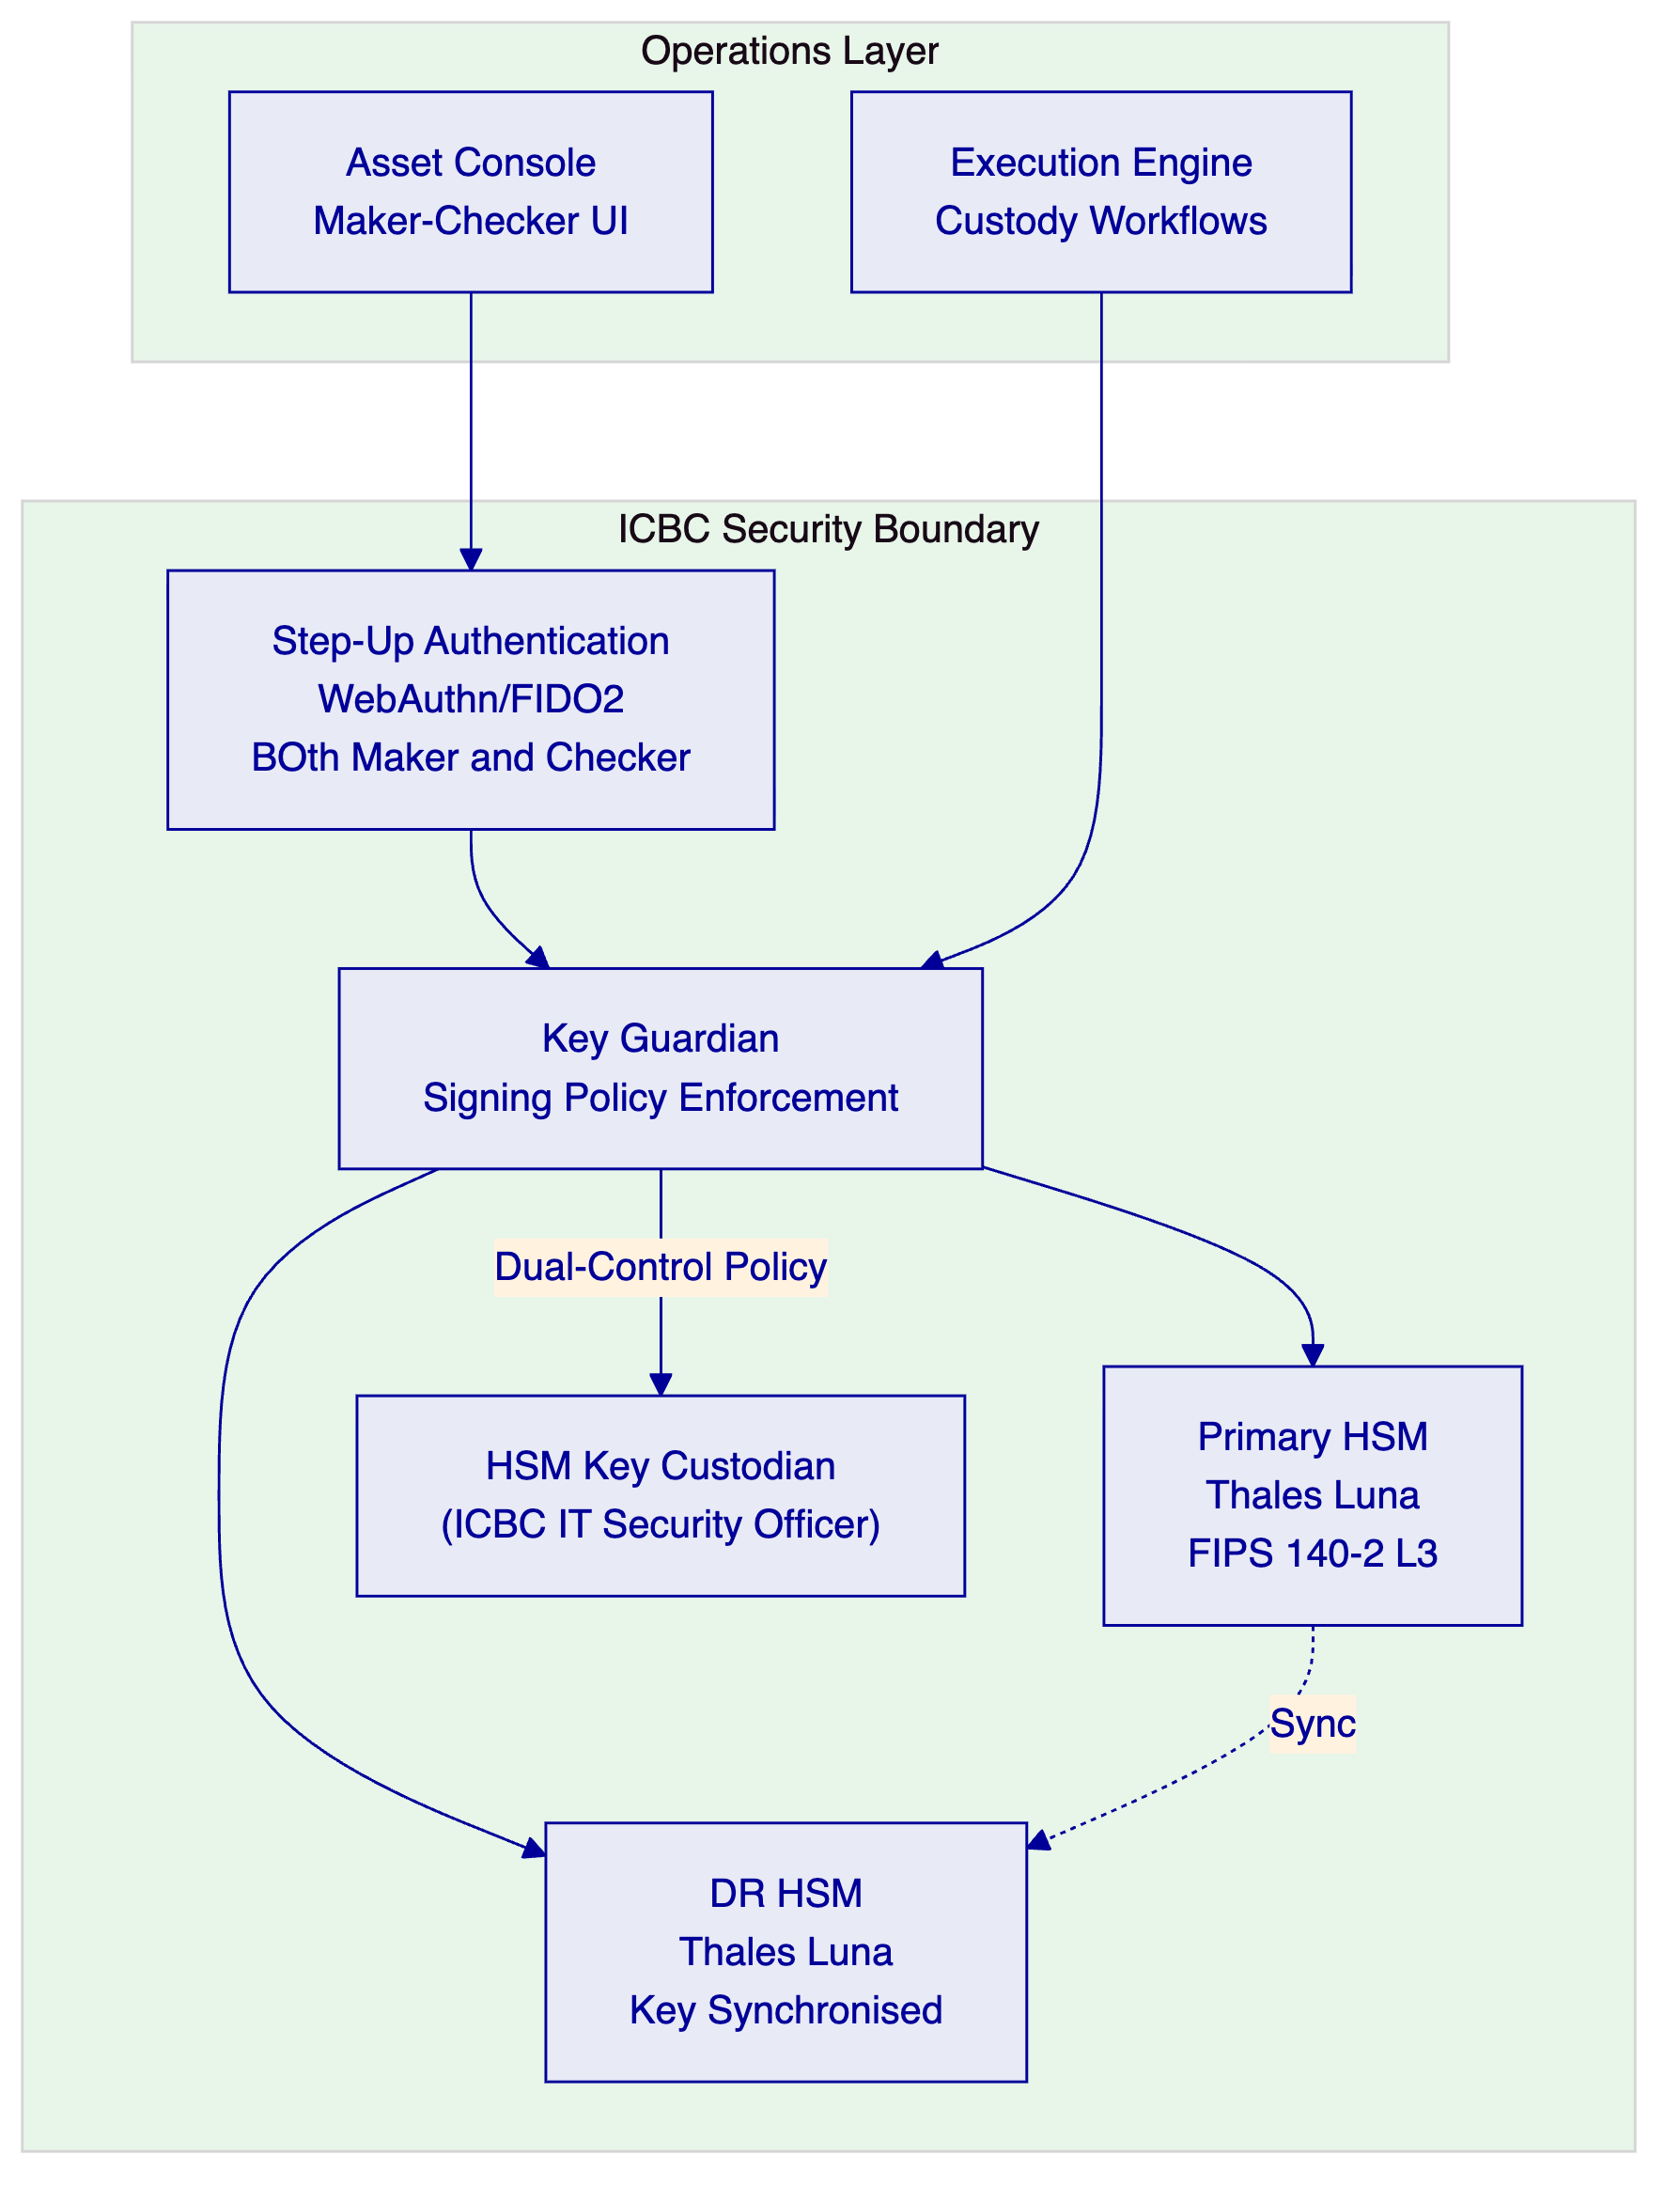 Operations Layer
Asset Console
Maker-Checker UI
Execution Engine
Custody Workflows
ICBC Security Boundary
Step-Up Authentication
WebAuthn/FIDO2
BOth Maker and Checker
Key Guardian
Signing Policy Enforcement
Dual-Control Policy
HSM Key Custodian
(ICBC IT Security Officer)
Primary HSM
Thales Luna
FIPS 140-2 L3
Sync
DR HSM
Thales Luna
Key Synchronised